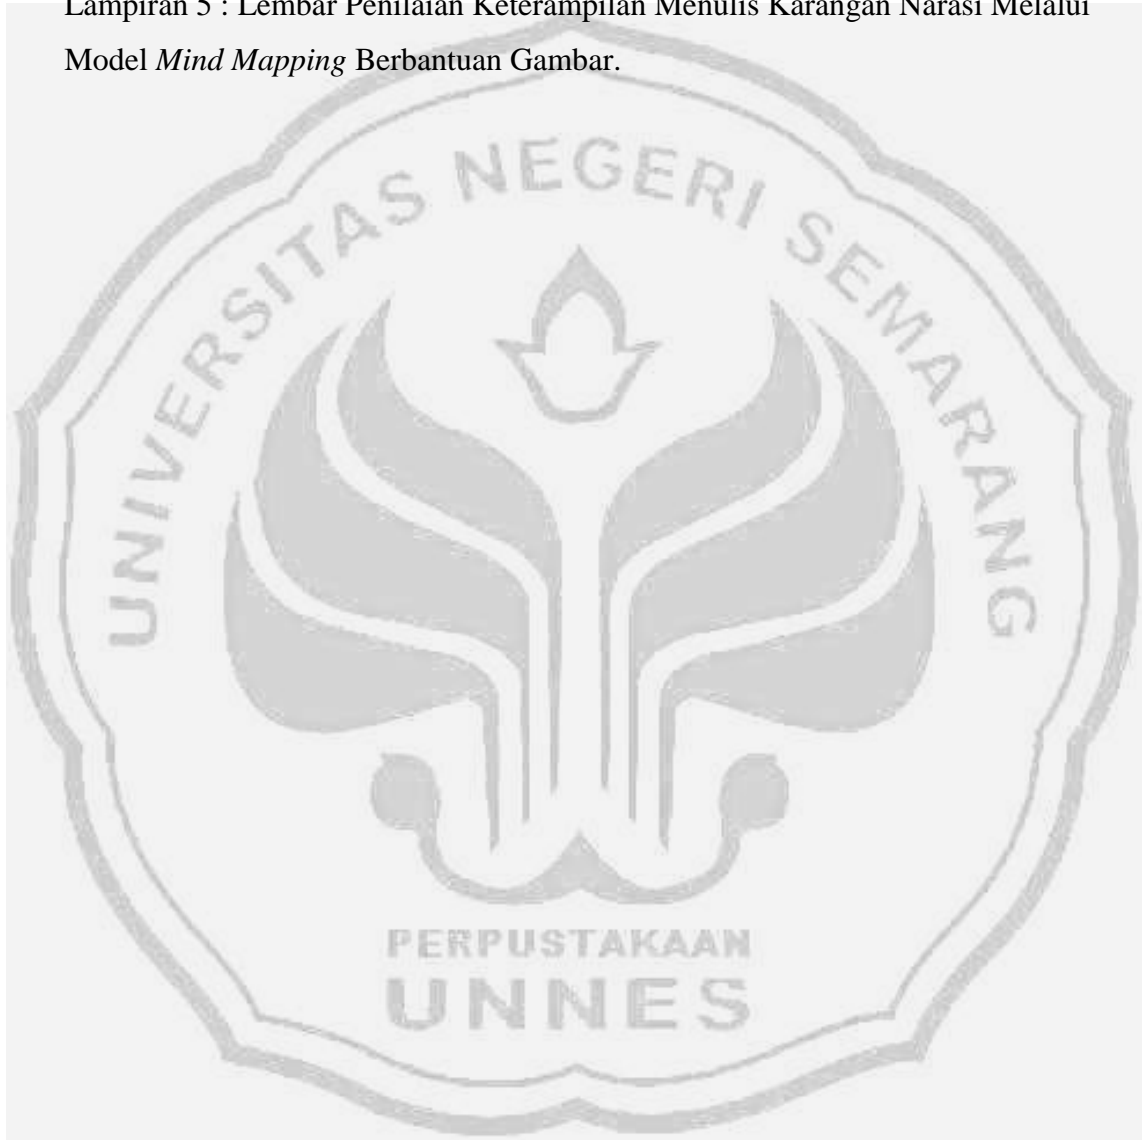 Lampiran 5 : Lembar Penilaian Keterampilan Menulis Karangan Narasi Melalui
Model Mind Mapping Berbantuan Gambar.
UNIVERSITAS NEGERI SEMARANG
PERPUSTAKAAN
UNNES